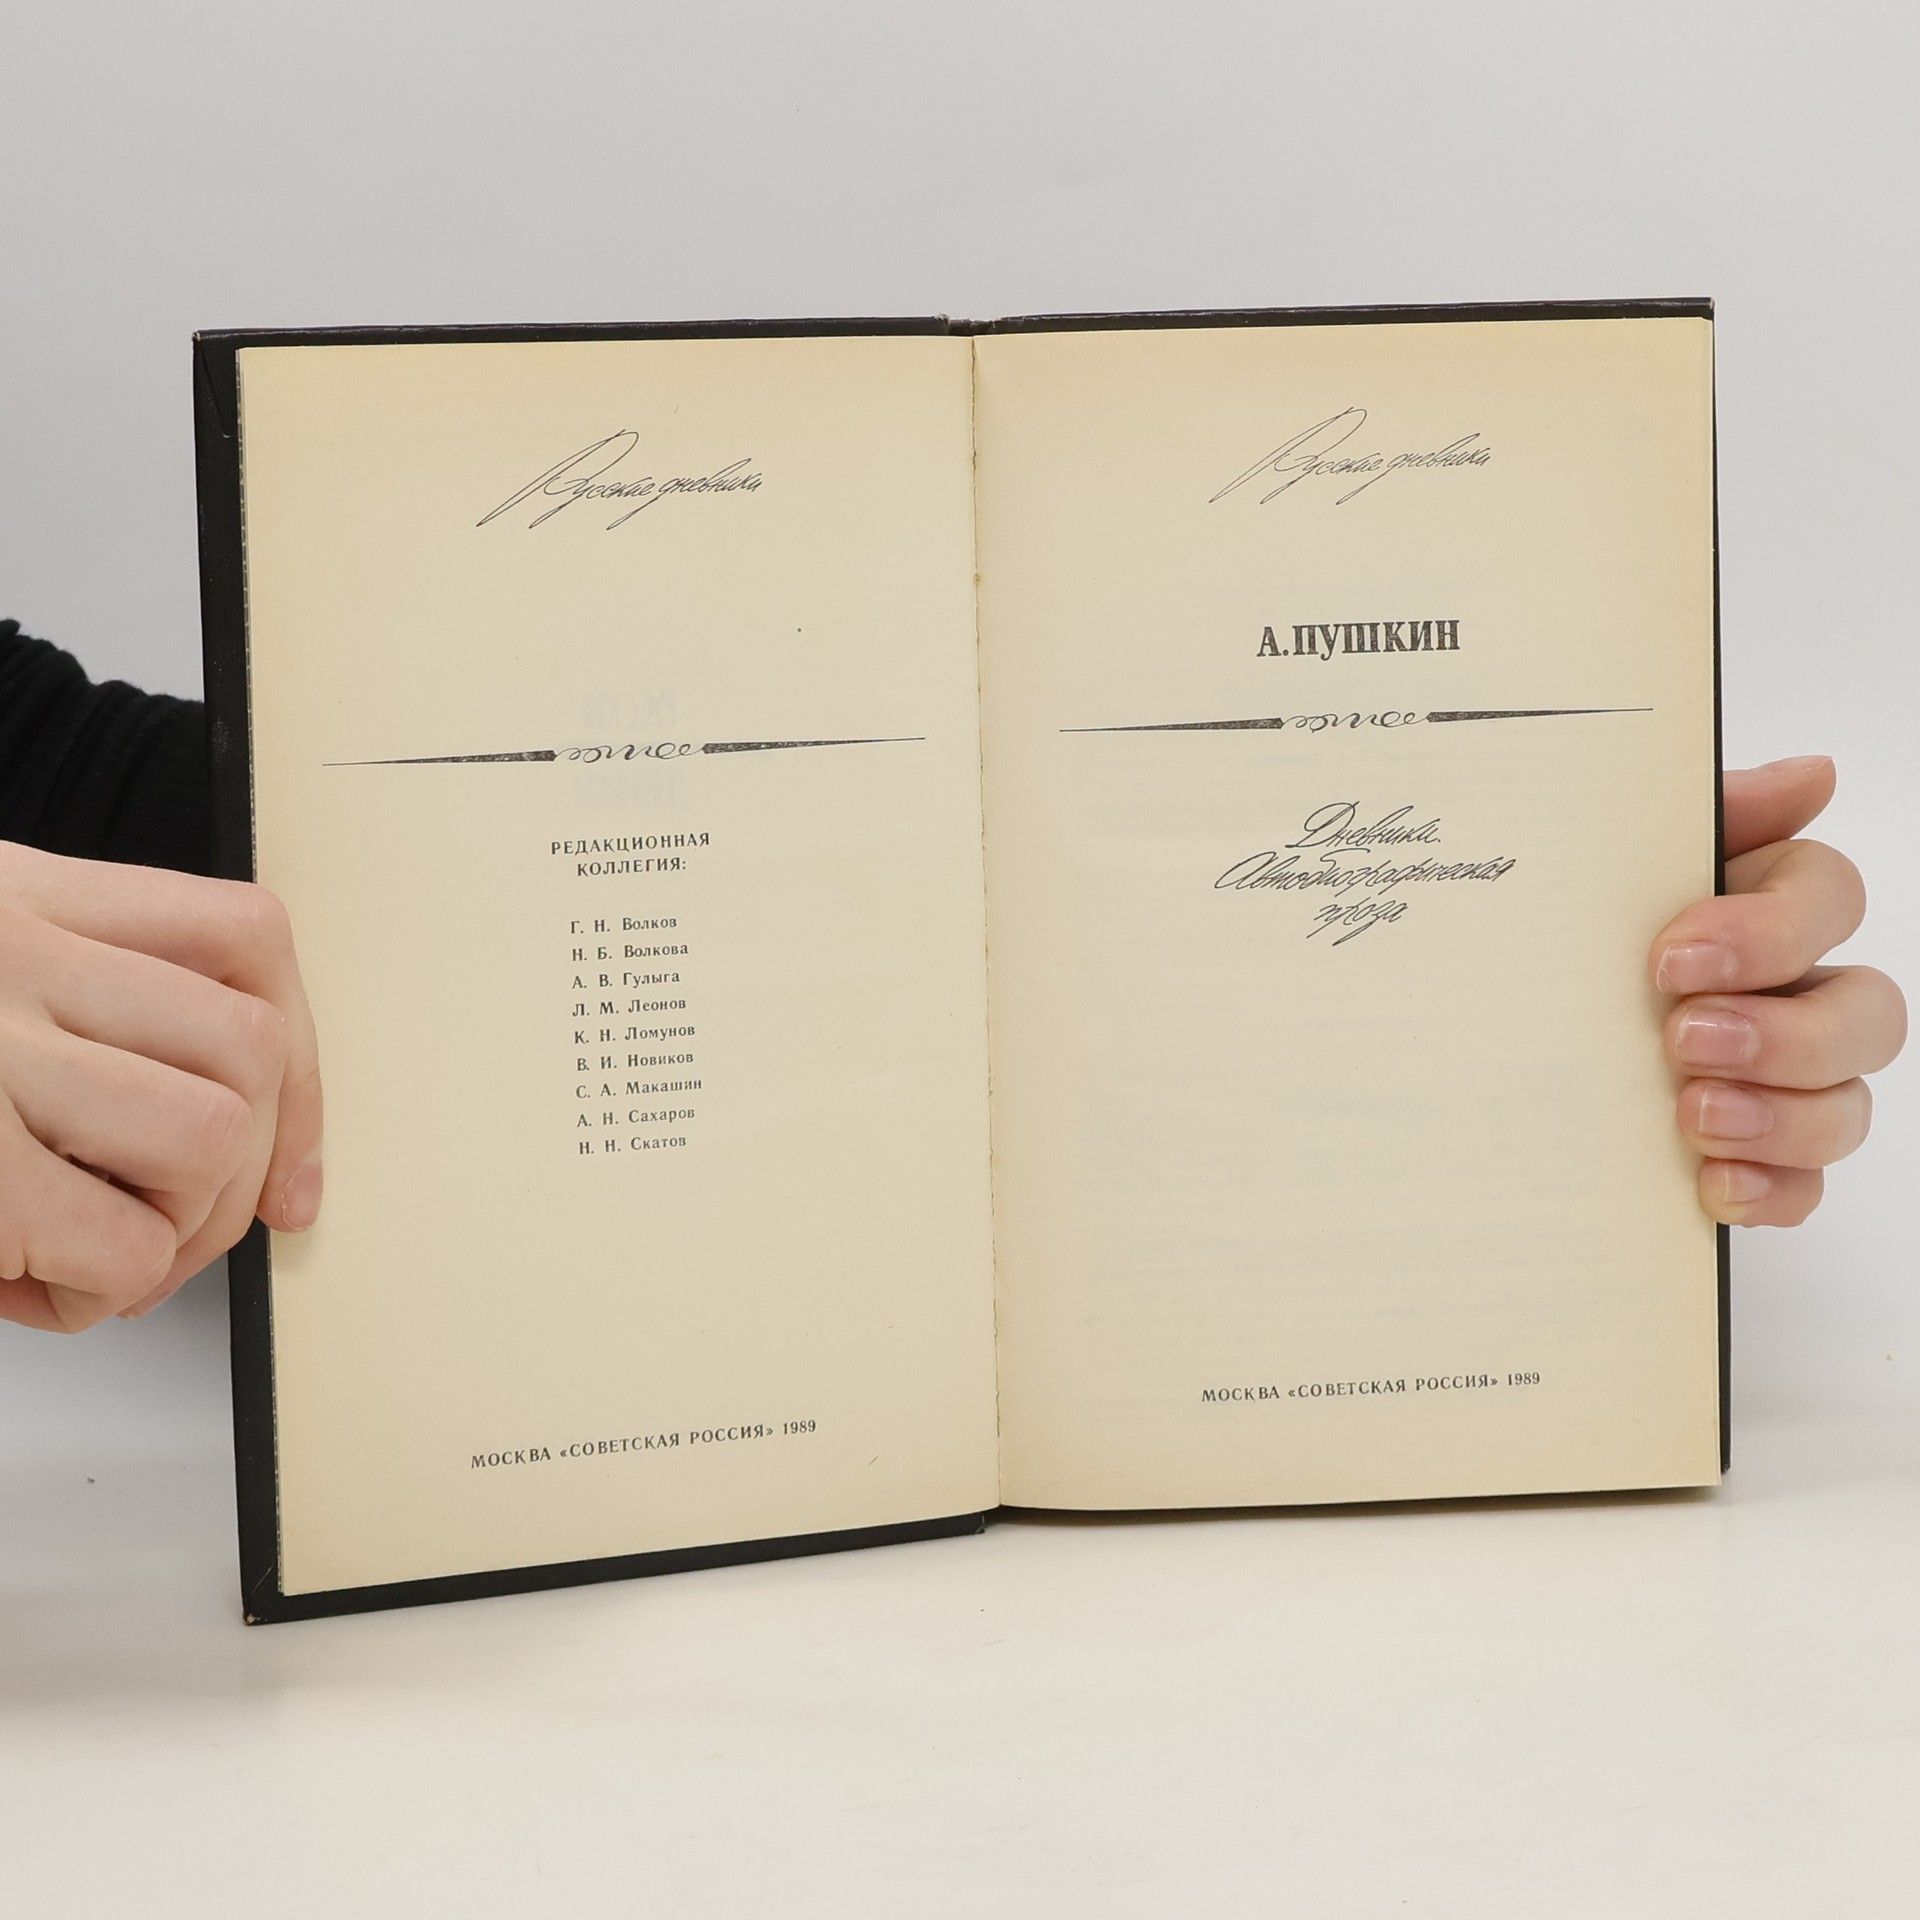 Русские дневники
РЕДАКЦИОННАЯ
КОЛЛЕГИЯ:
Г. Н. Волков
Н. Б. Волкова
А. В. Гулыга
Л. М. Леонов
К. Н. Ломунов
В. И. Новиков
С. А. Макашин
А. Н. Сахаров
Н. Н. Скатов
МОСКВА «СОВЕТСКАЯ РОССИЯ» 1989
Русские дневники
А. ПУШКИН
Дневники.
Автобиографическая
проза
МОСКВА «СОВЕТСКАЯ РОССИЯ» 1989